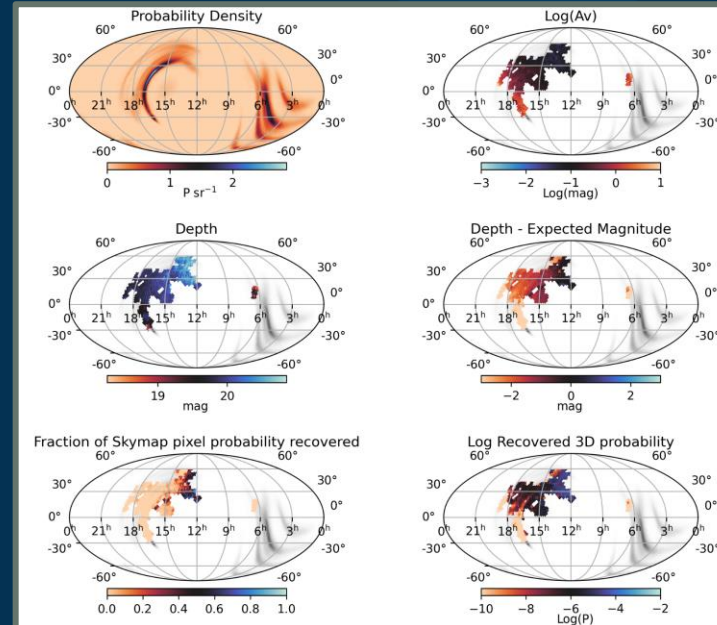 Probability Density
60°
30°
30°
0°
0°
0ʰ 21ʰ 18ʰ 15ʰ 12ʰ 9ʰ 6ʰ 3ʰ 0ʰ
-30°
-30°
-60°
-60°
0 1 2
P sr⁻¹
Log(Av)
60°
30°
30°
0°
0°
0ʰ 21ʰ 18ʰ 15ʰ 12ʰ 9ʰ 6ʰ 3ʰ 0ʰ
-30°
-30°
-60°
-60°
−3 −2 −1 0 1
Log(mag)
Depth
60°
30°
30°
0°
0°
0ʰ 21ʰ 18ʰ 15ʰ 12ʰ 9ʰ 6ʰ 3ʰ 0ʰ
-30°
-30°
-60°
-60°
19 20
mag
Depth - Expected Magnitude
60°
30°
30°
0°
0°
0ʰ 21ʰ 18ʰ 15ʰ 12ʰ 9ʰ 6ʰ 3ʰ 0ʰ
-30°
-30°
-60°
-60°
−2 0 2
mag
Fraction of Skymap pixel probability recovered
60°
30°
30°
0°
0°
0ʰ 21ʰ 18ʰ 15ʰ 12ʰ 9ʰ 6ʰ 3ʰ 0ʰ
-30°
-30°
-60°
-60°
0.0 0.2 0.4 0.6 0.8 1.0
Log Recovered 3D probability
60°
30°
30°
0°
0°
0ʰ 21ʰ 18ʰ 15ʰ 12ʰ 9ʰ 6ʰ 3ʰ 0ʰ
-30°
-30°
-60°
-60°
−10 −8 −6 −4 −2
Log(P)